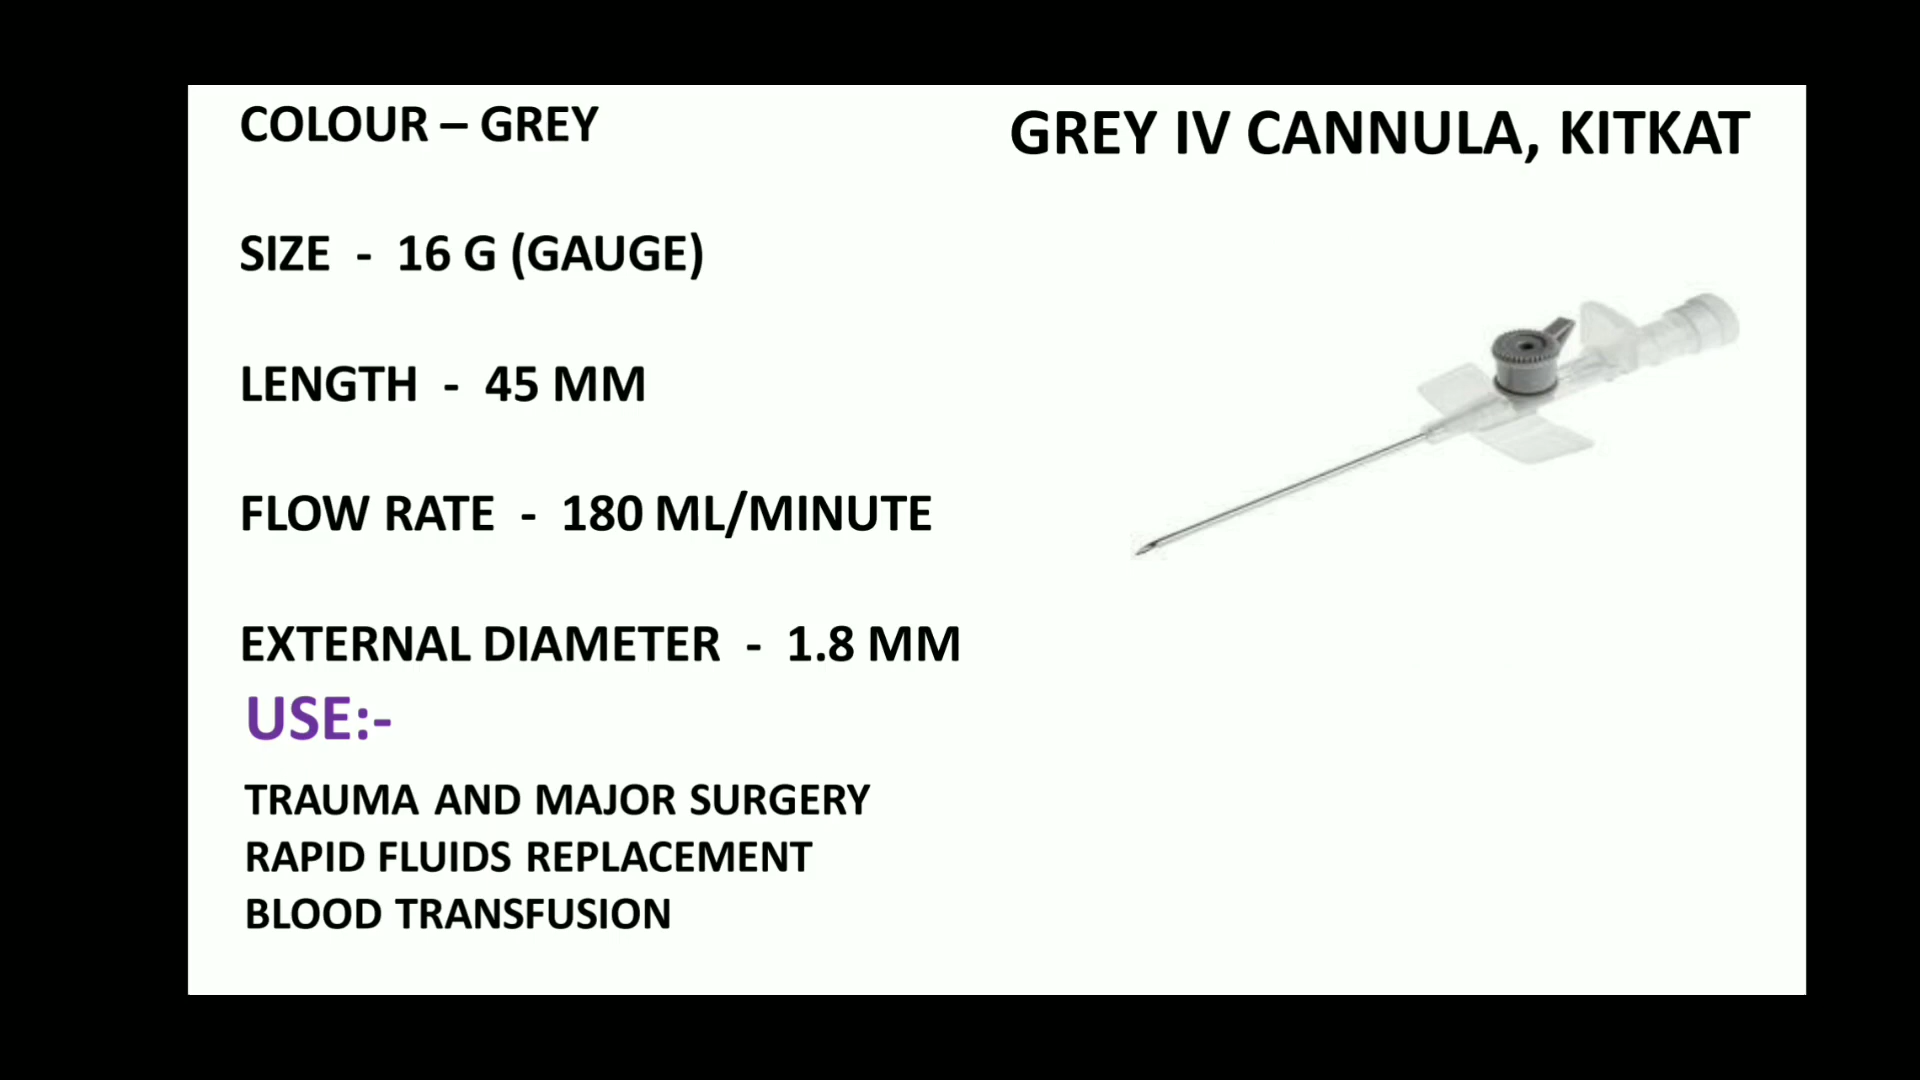 COLOUR – GREY
GREY IV CANNULA, KITKAT
SIZE - 16 G (GAUGE)
LENGTH - 45 MM
FLOW RATE - 180 ML/MINUTE
EXTERNAL DIAMETER - 1.8 MM
USE:-
TRAUMA AND MAJOR SURGERY
RAPID FLUIDS REPLACEMENT
BLOOD TRANSFUSION